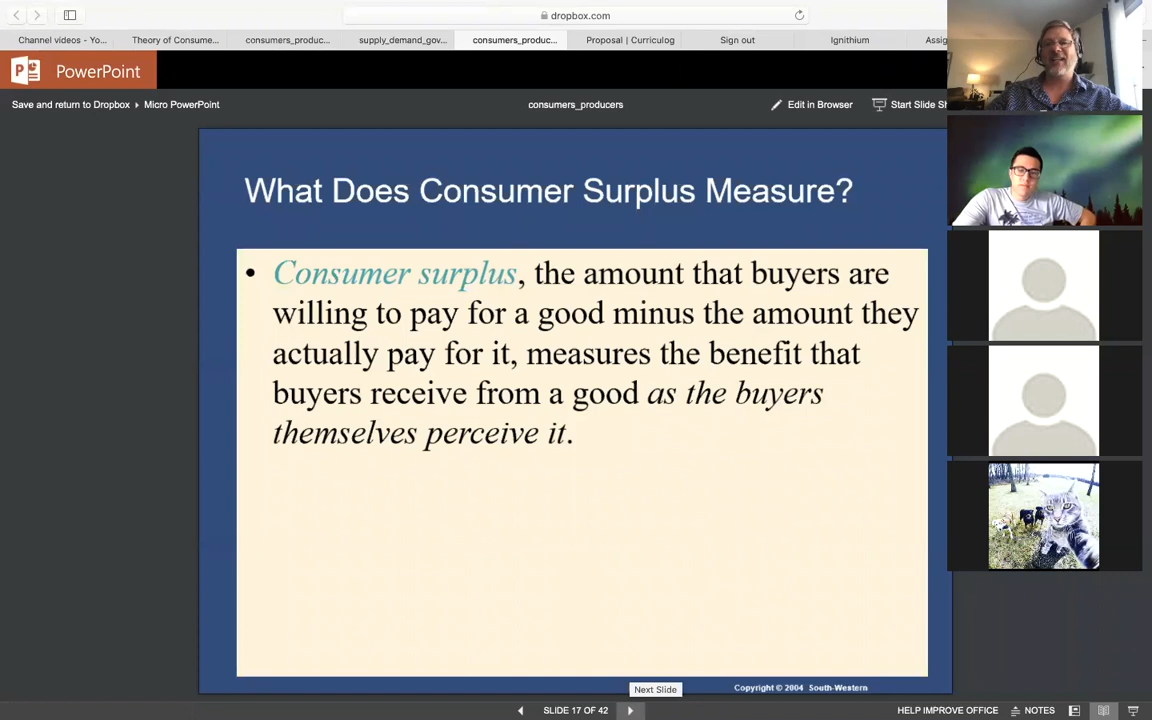 dropbox.com
Channel videos - Yo...
Theory of Consume...
consumers_produc...
supply_demand_gov...
consumers_produc...
Proposal | Curriculog
Sign out
Ignithium
Assig
PowerPoint
Save and return to Dropbox
Micro PowerPoint
consumers_producers
Edit in Browser
Start Slide Sh
What Does Consumer Surplus Measure?
• Consumer surplus, the amount that buyers are
willing to pay for a good minus the amount they
actually pay for it, measures the benefit that
buyers receive from a good as the buyers
themselves perceive it.
Next Slide
Copyright © 2004 South-Western
SLIDE 17 OF 42
HELP IMPROVE OFFICE
NOTES